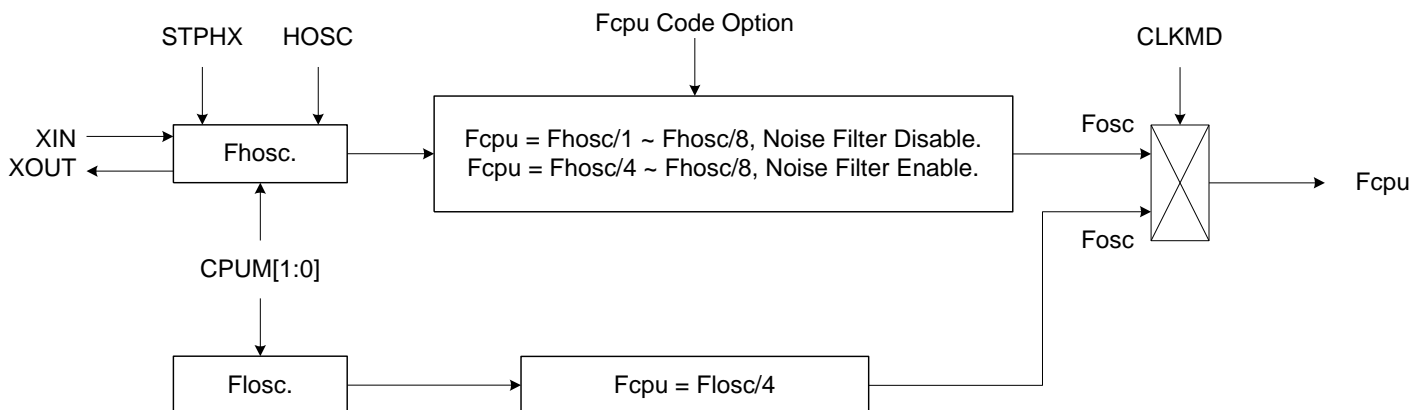 Fcpu Code Option
STPHX
HOSC
CLKMD
XIN
XOUT
Fhosc.
Fcpu = Fhosc/1 ~ Fhosc/8, Noise Filter Disable.
Fcpu = Fhosc/4 ~ Fhosc/8, Noise Filter Enable.
Fosc
Fosc
Fcpu
CPUM[1:0]
Flosc.
Fcpu = Flosc/4